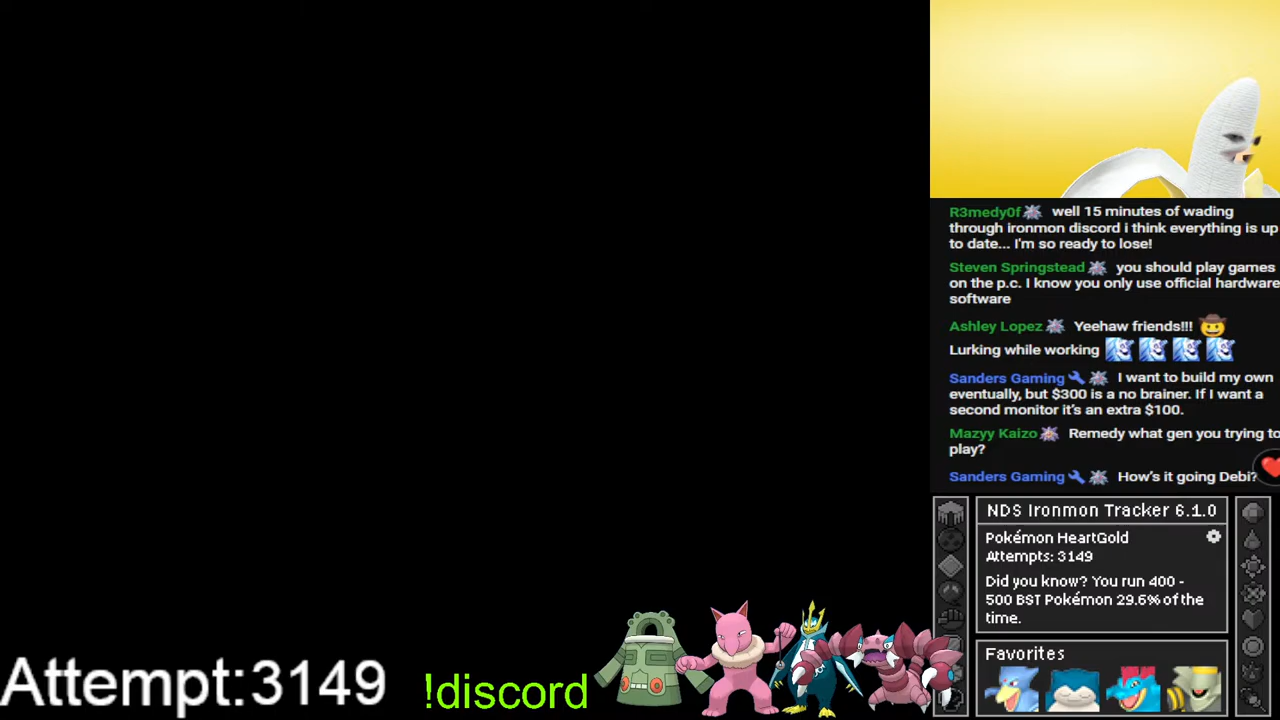 R3medy0f well 15 minutes of wading
through ironmon discord i think everything is up
to date... I'm so ready to lose!
Steven Springstead you should play games
on the p.c. I know you only use official hardware
software
Ashley Lopez Yeehaw friends!!!
Lurking while working
Sanders Gaming I want to build my own
eventually, but $300 is a no brainer. If I want a
second monitor it's an extra $100.
Mazyy Kaizo Remedy what gen you trying to
play?
Sanders Gaming How's it going Debi?
NDS Ironmon Tracker 6.1.0
Pokémon HeartGold
Attempts: 3149
Did you know? You run 400 -
500 BST Pokémon 29.6% of the
time.
Favorites
Attempt:3149
!discord